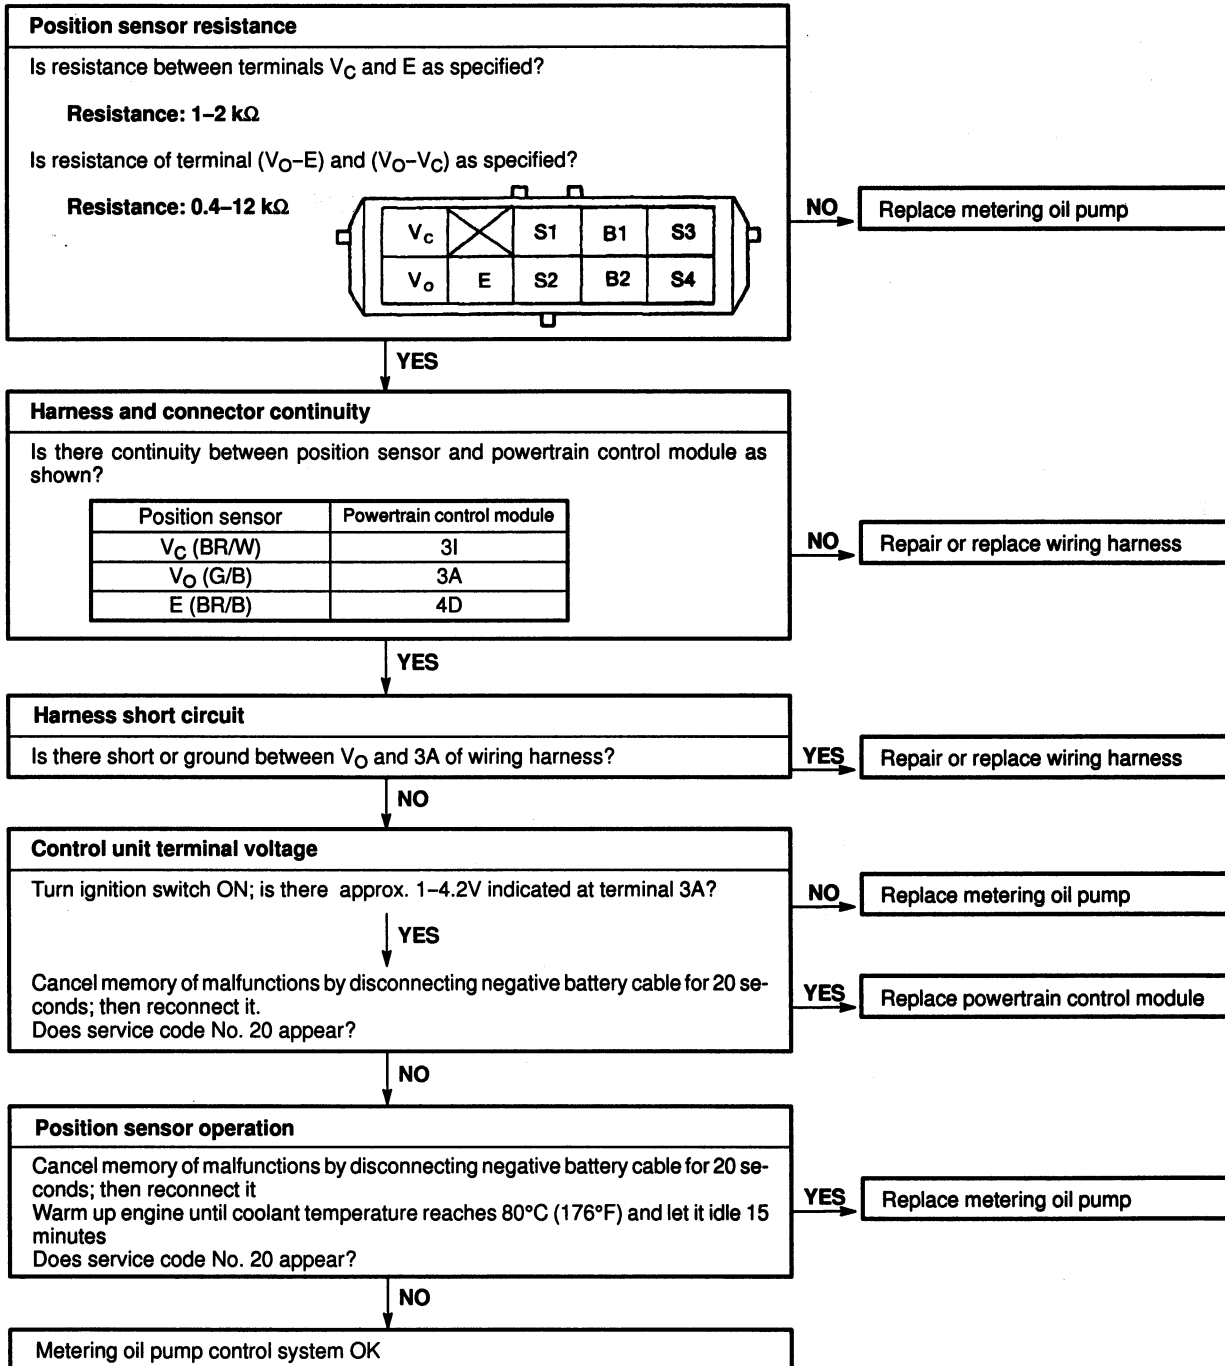 Position sensor resistance
Is resistance between terminals VC and E as specified?
Resistance: 1–2 kΩ
Is resistance of terminal (VO–E) and (VO–VC) as specified?
Resistance: 0.4–12 kΩ
VC S1 B1 S3
Vo E S2 B2 S4
NO
Replace metering oil pump
YES
Harness and connector continuity
Is there continuity between position sensor and powertrain control module as
shown?
Position sensor Powertrain control module
VC (BR/W) 3I
VO (G/B) 3A
E (BR/B) 4D
NO
Repair or replace wiring harness
YES
Harness short circuit
Is there short or ground between VO and 3A of wiring harness?
YES
Repair or replace wiring harness
NO
Control unit terminal voltage
Turn ignition switch ON; is there approx. 1–4.2V indicated at terminal 3A?
NO
Replace metering oil pump
YES
Cancel memory of malfunctions by disconnecting negative battery cable for 20 se-
conds; then reconnect it.
Does service code No. 20 appear?
YES
Replace powertrain control module
NO
Position sensor operation
Cancel memory of malfunctions by disconnecting negative battery cable for 20 se-
conds; then reconnect it
Warm up engine until coolant temperature reaches 80°C (176°F) and let it idle 15
minutes
Does service code No. 20 appear?
YES
Replace metering oil pump
NO
Metering oil pump control system OK